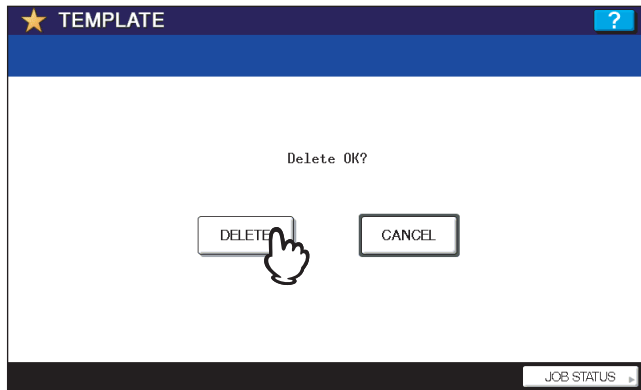 TEMPLATE
?
Delete OK?
DELETE
CANCEL
JOB STATUS